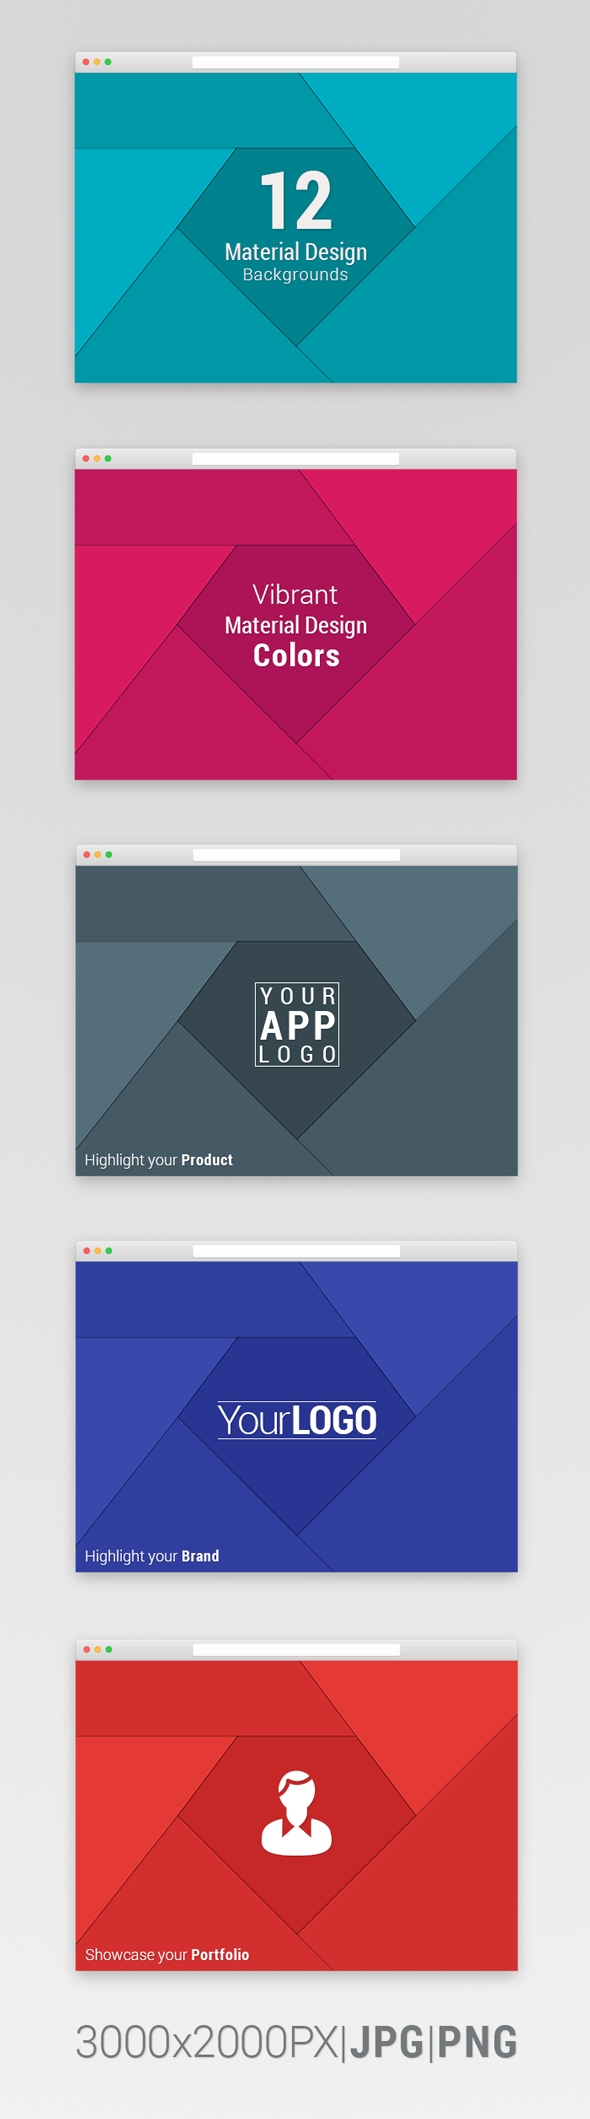 12
Material Design
Backgrounds
Vibrant
Material Design
Colors
YOUR
APP
LOGO
Highlight your Product
YourLOGO
Highlight your Brand
Showcase your Portfolio
3000x2000PX|JPG|PNG